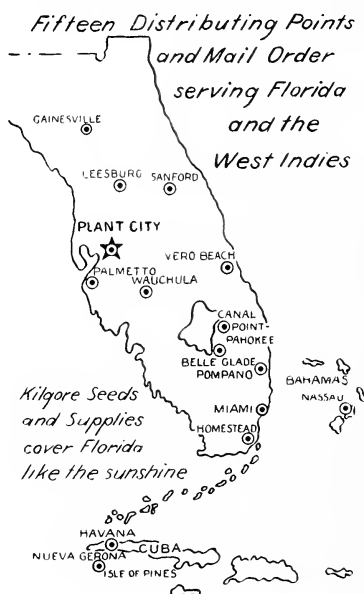 Fifteen Distributing Points
and Mail Order
serving Florida
and the
West Indies
GAINESVILLE
LEESBURG SANFORD
PLANT CITY
VERO BEACH
PALMETTO
WAUCHULA
CANAL
POINT-
PAHOKEE
BELLE GLADE
POMPANO
BAHAMAS
NASSAU
Kilgore Seeds
and Supplies
cover Florida
like the sunshine
MIAMI
HOMESTEAD
HAVANA
CUBA
NUEVA GERONA
ISLE OF PINES